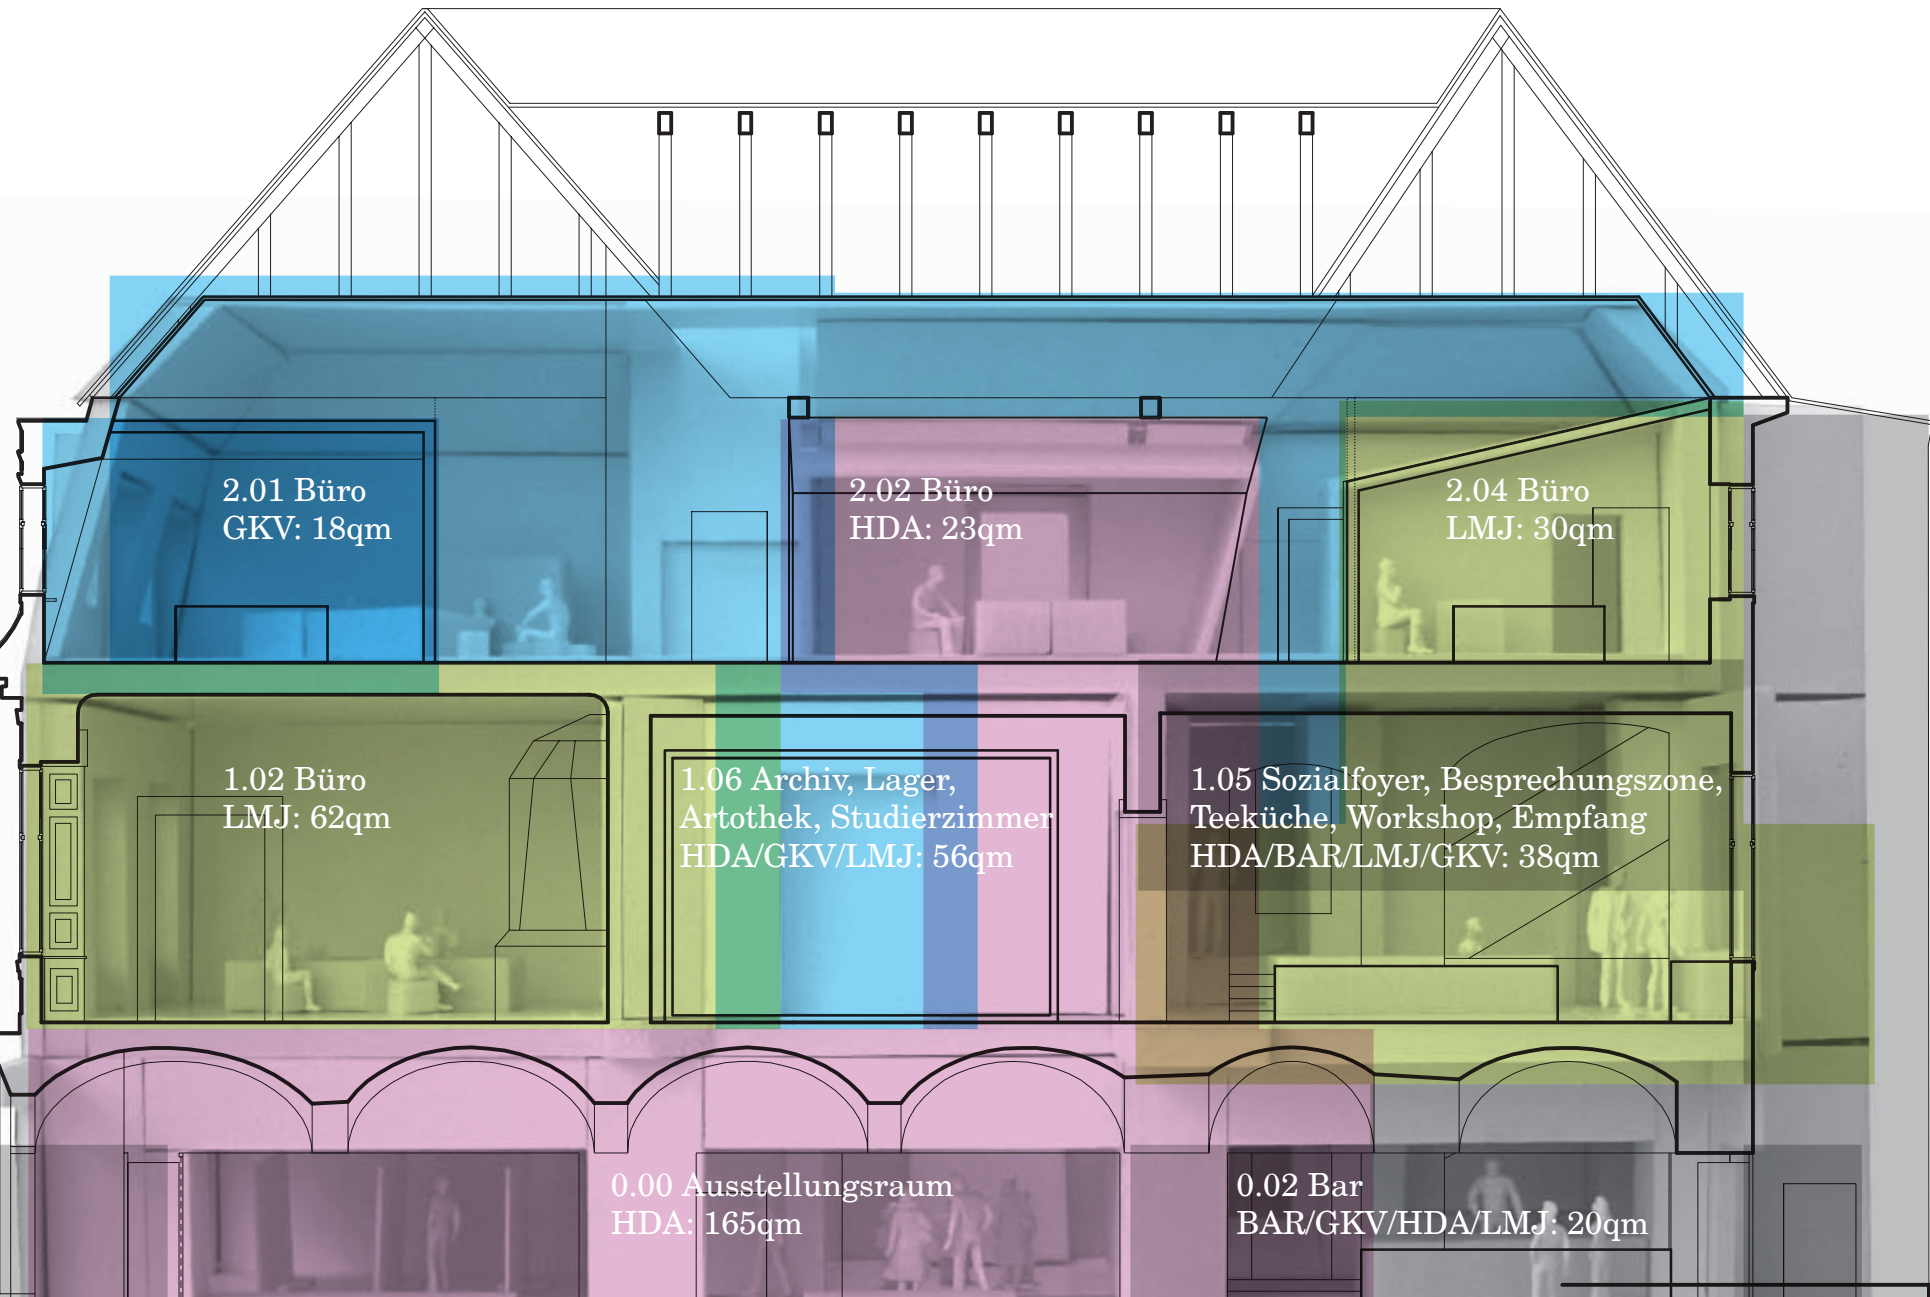 2.01 Büro
GKV: 18qm
2.02 Büro
HDA: 23qm
2.04 Büro
LMJ: 30qm
1.02 Büro
LMJ: 62qm
1.06 Archiv, Lager,
Artothek, Studierzimmer
HDA/GKV/LMJ: 56qm
1.05 Sozialfoyer, Besprechungszone,
Teeküche, Workshop, Empfang
HDA/BAR/LMJ/GKV: 38qm
0.00 Ausstellungsraum
HDA: 165qm
0.02 Bar
BAR/GKV/HDA/LMJ: 20qm